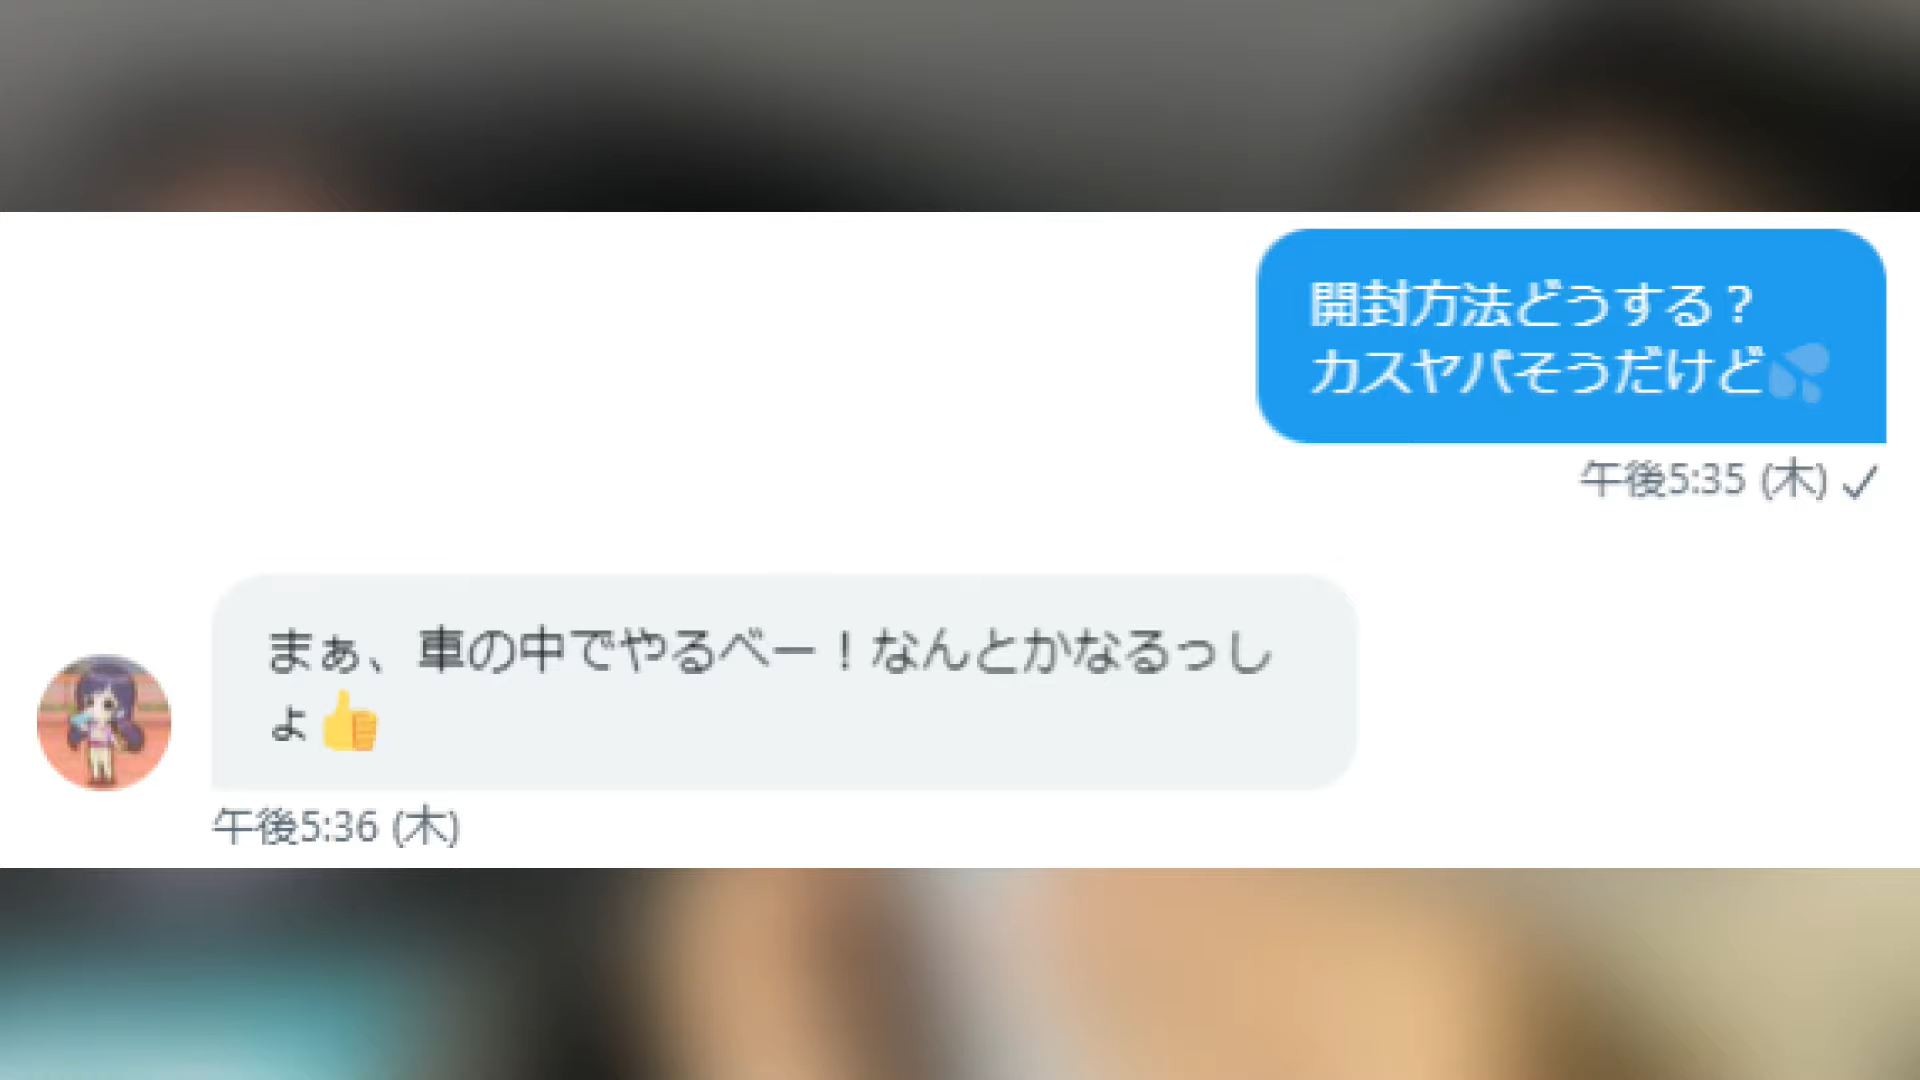 開封方法どうする？
カスヤバそうだけど💦
午後5:35 (木) ✓
まぁ、車の中でやるべー！なんとかなるっし
ょ👍
午後5:36 (木)